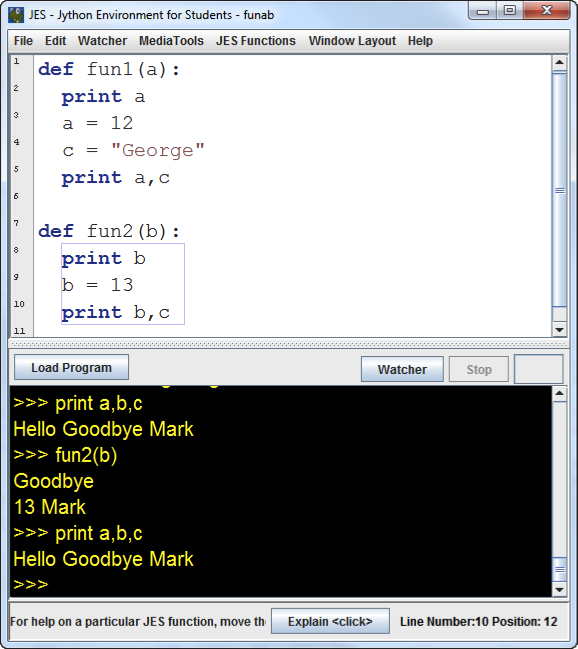 JES - Jython Environment for Students - funab
File Edit Watcher MediaTools JES Functions Window Layout Help
1 def fun1(a):
2 print a
3 a = 12
4 c = "George"
5 print a,c
6
7 def fun2(b):
8 print b
9 b = 13
10 print b,c
11
Load Program Watcher Stop
>>> print a,b,c
Hello Goodbye Mark
>>> fun2(b)
Goodbye
13 Mark
>>> print a,b,c
Hello Goodbye Mark
>>>
For help on a particular JES function, move the Explain <click> Line Number:10 Position: 12